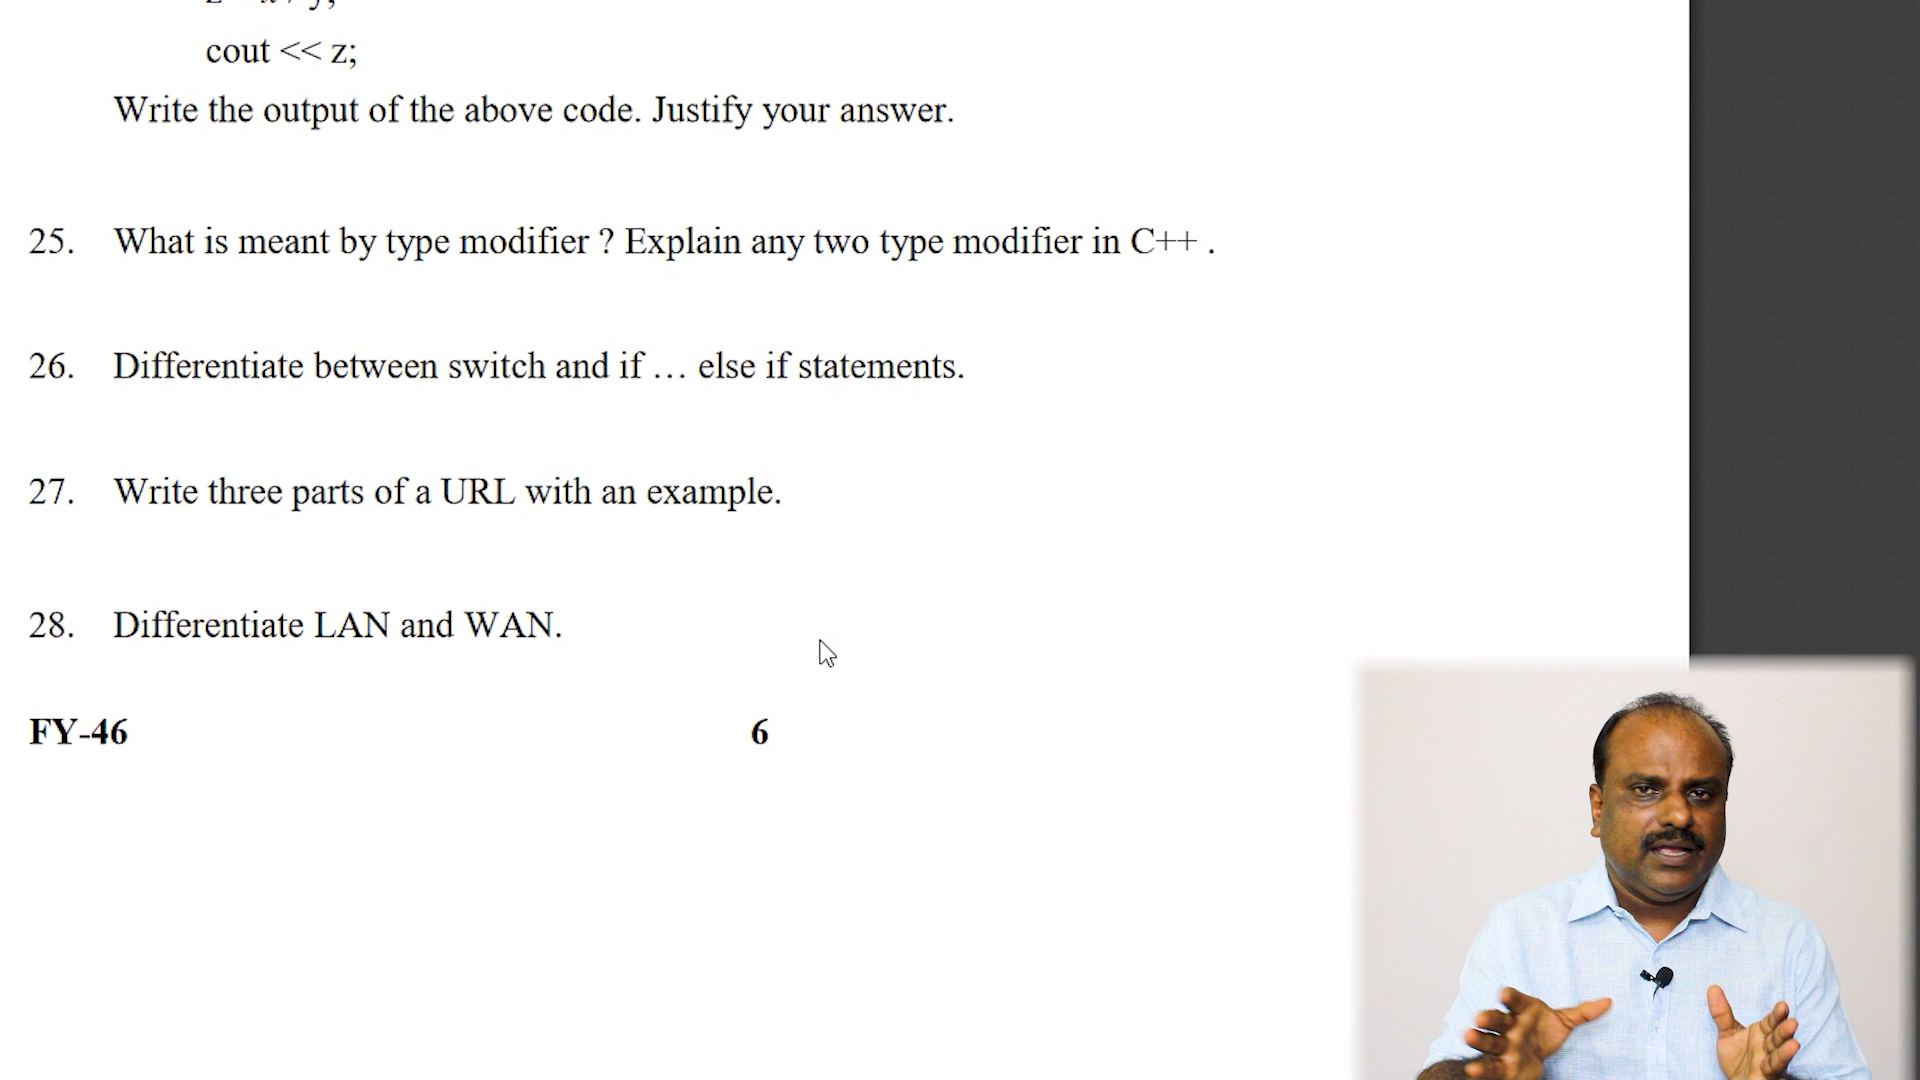 cout << z;
Write the output of the above code. Justify your answer.
25. What is meant by type modifier ? Explain any two type modifier in C++ .
26. Differentiate between switch and if … else if statements.
27. Write three parts of a URL with an example.
28. Differentiate LAN and WAN.
FY-46 6